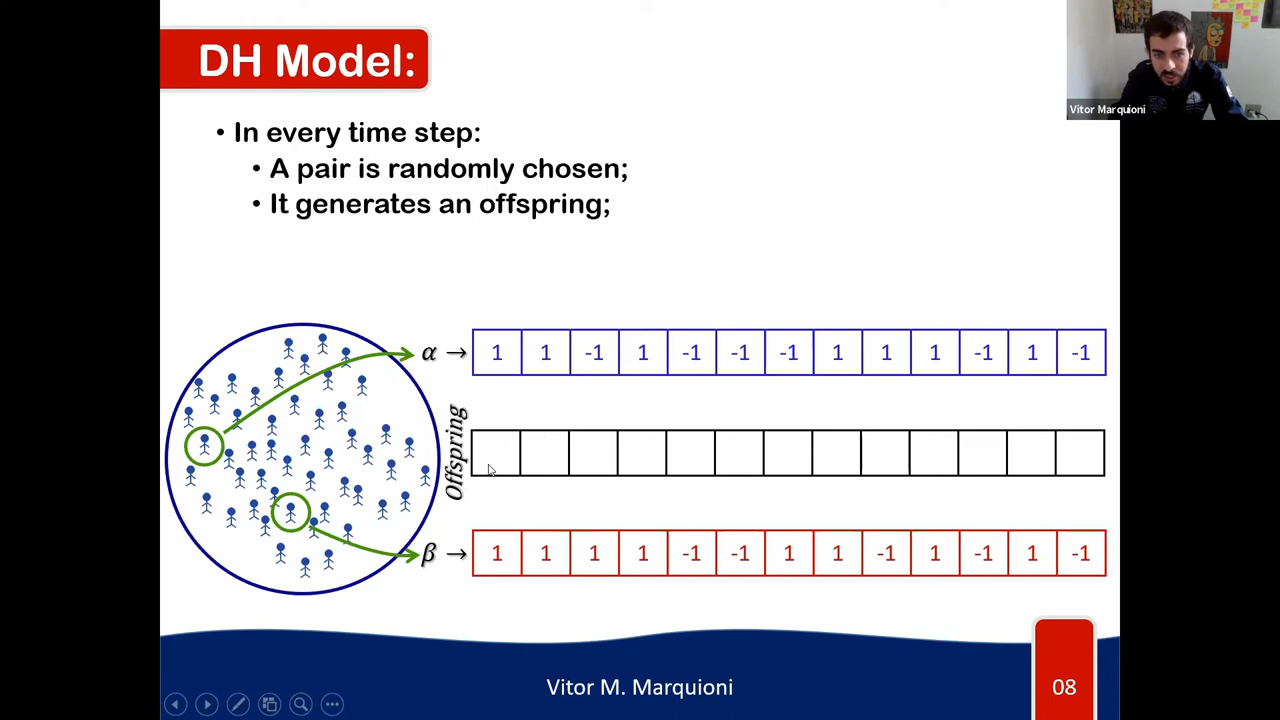 DH Model:
Vitor Marquioni
• In every time step:
• A pair is randomly chosen;
• It generates an offspring;
α → 1 1 -1 1 -1 -1 -1 1 1 1 -1 1 -1
Offspring
β → 1 1 1 1 -1 -1 1 1 -1 1 -1 1 -1
Vitor M. Marquioni
08